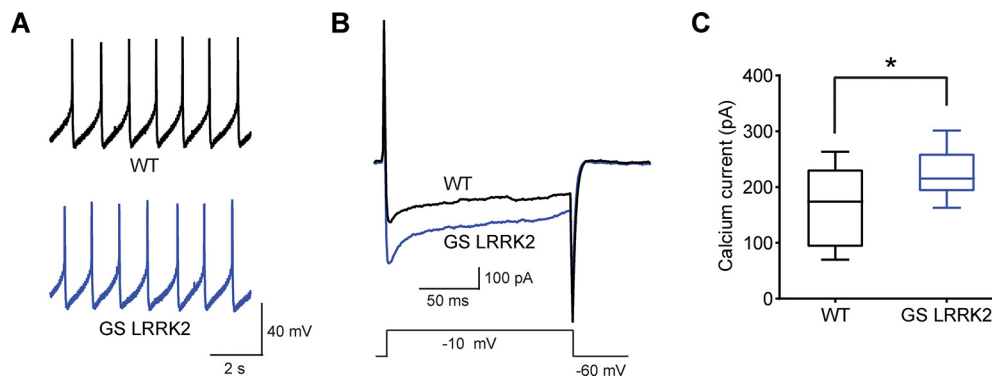 A
WT
GS LRRK2
40 mV
2 s
B
WT
GS LRRK2
100 pA
50 ms
-10 mV
-60 mV
C
*
Calcium current (pA)
400
300
200
100
0
WT
GS LRRK2